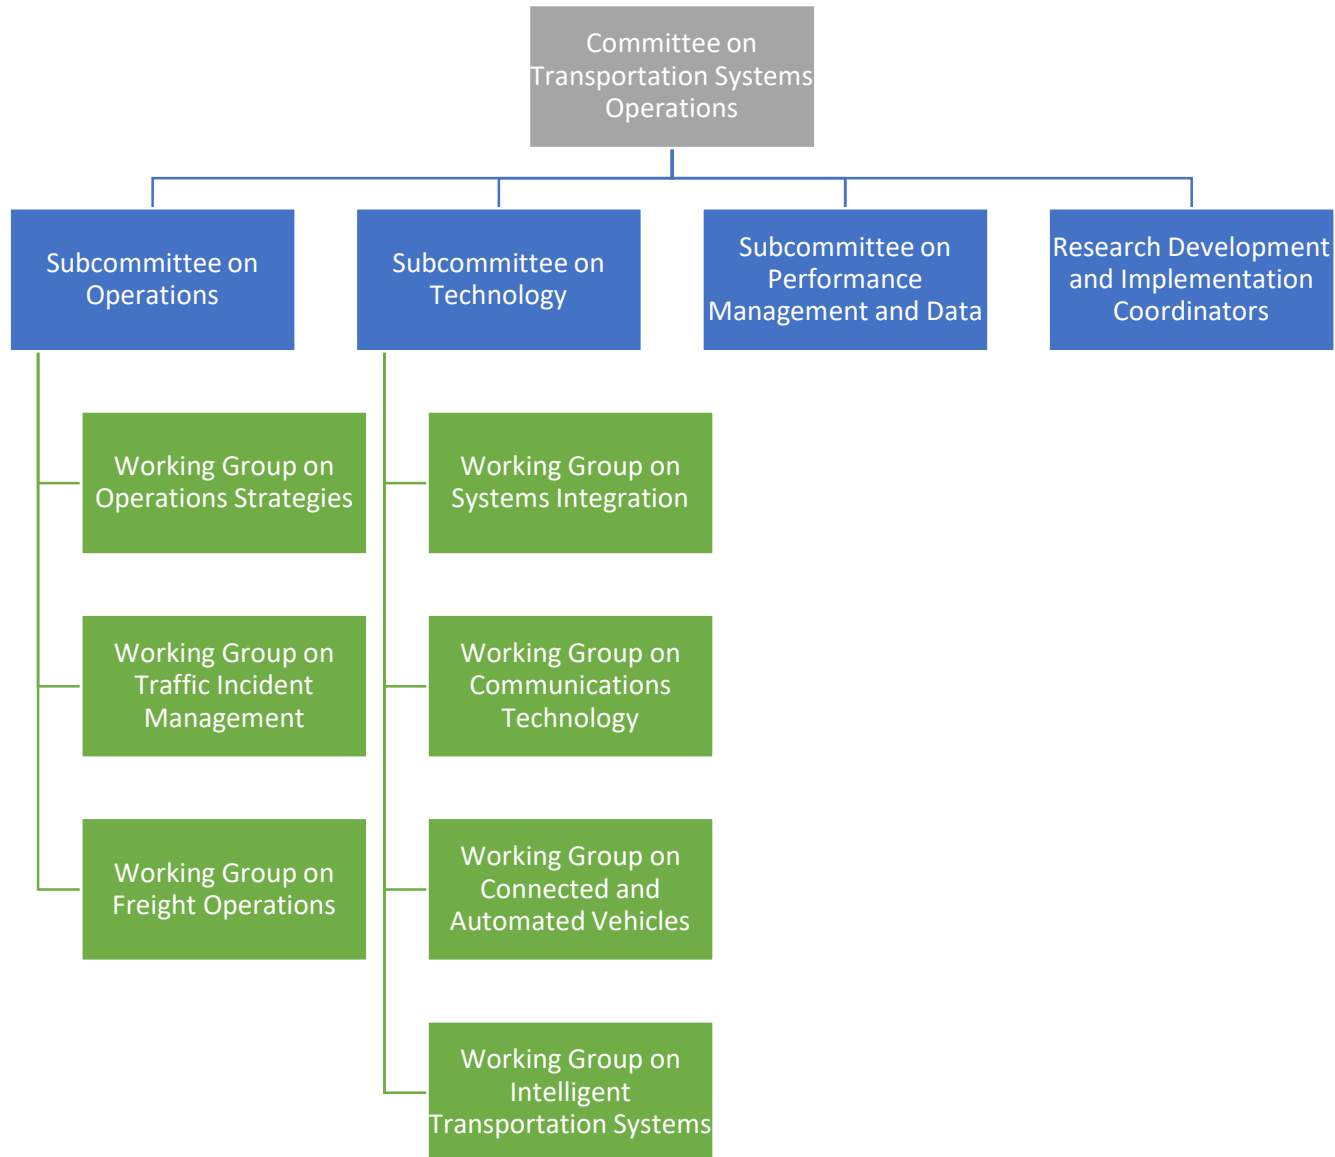 Committee on
Transportation Systems
Operations
Subcommittee on
Operations
Subcommittee on
Technology
Subcommittee on
Performance
Management and Data
Research Development
and Implementation
Coordinators
Working Group on
Operations Strategies
Working Group on
Systems Integration
Working Group on
Traffic Incident
Management
Working Group on
Communications
Technology
Working Group on
Freight Operations
Working Group on
Connected and
Automated Vehicles
Working Group on
Intelligent
Transportation Systems